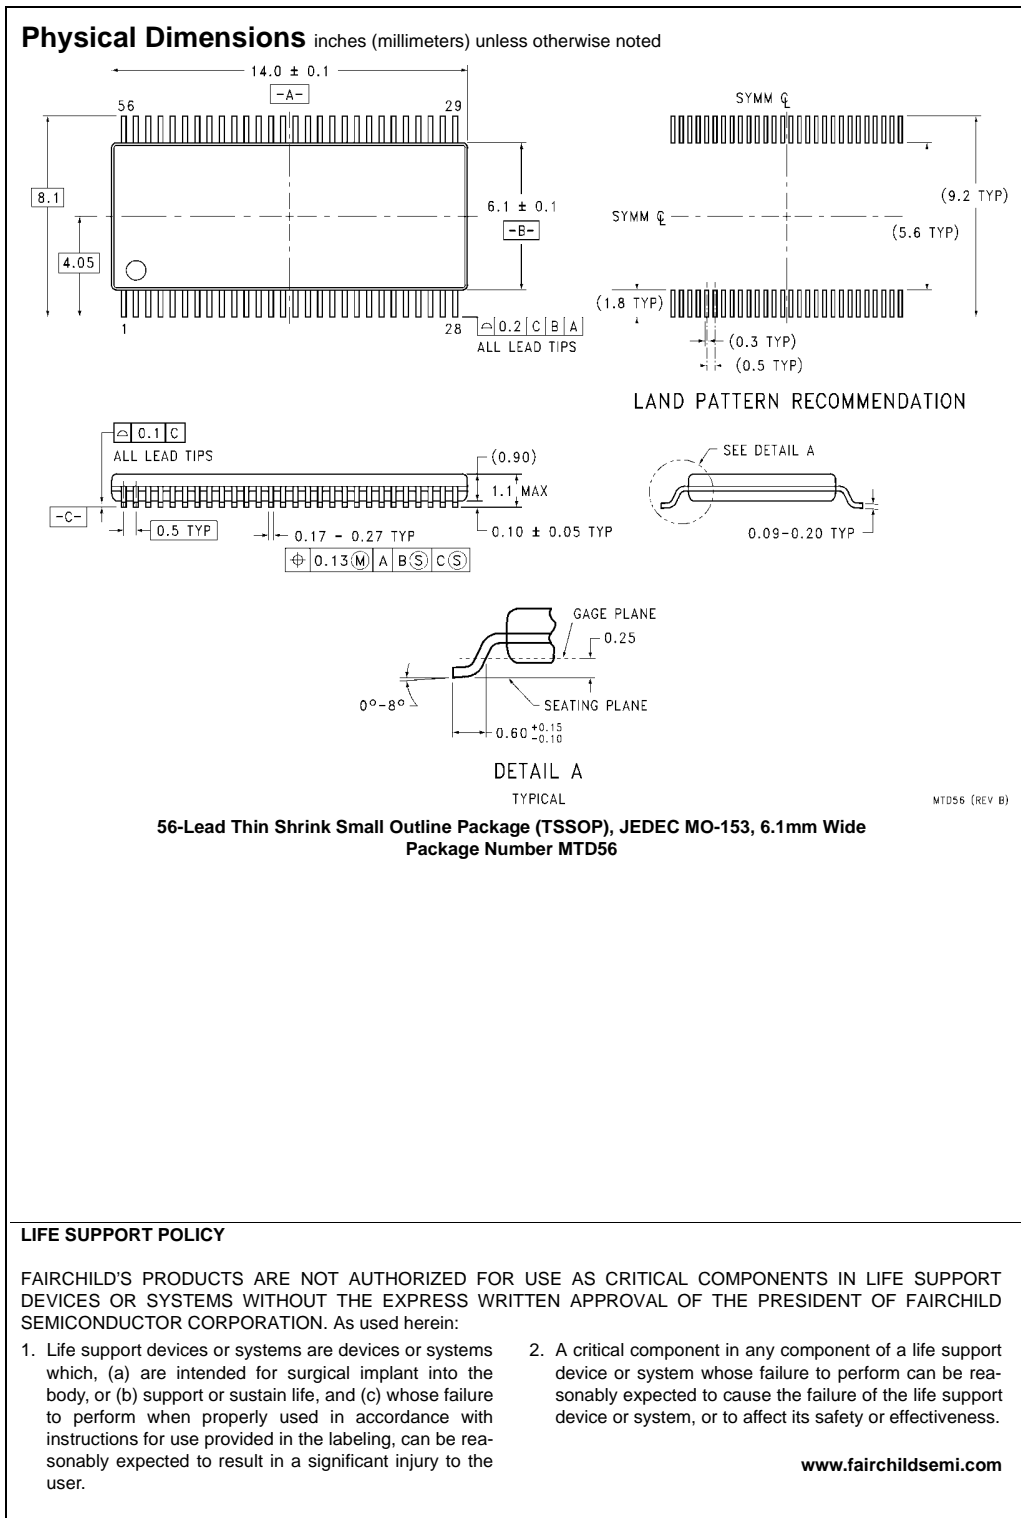 Physical Dimensions inches (millimeters) unless otherwise noted
14.0 ± 0.1
-A-
56
29
8.1
4.05
6.1 ± 0.1
-B-
1
28
⌓ 0.2 C B A
ALL LEAD TIPS
SYMM ℄
SYMM ℄
(9.2 TYP)
(5.6 TYP)
(1.8 TYP)
(0.3 TYP)
(0.5 TYP)
LAND PATTERN RECOMMENDATION
⌓ 0.1 C
ALL LEAD TIPS
(0.90)
1.1 MAX
-C-
0.5 TYP
0.17 - 0.27 TYP
0.10 ± 0.05 TYP
⌖ 0.13 Ⓜ A B Ⓢ C Ⓢ
SEE DETAIL A
0.09-0.20 TYP
GAGE PLANE
0.25
0°-8°
SEATING PLANE
0.60 +0.15
-0.10
DETAIL A
TYPICAL
MTD56 (REV B)
56-Lead Thin Shrink Small Outline Package (TSSOP), JEDEC MO-153, 6.1mm Wide
Package Number MTD56
LIFE SUPPORT POLICY
FAIRCHILD'S PRODUCTS ARE NOT AUTHORIZED FOR USE AS CRITICAL COMPONENTS IN LIFE SUPPORT
DEVICES OR SYSTEMS WITHOUT THE EXPRESS WRITTEN APPROVAL OF THE PRESIDENT OF FAIRCHILD
SEMICONDUCTOR CORPORATION. As used herein:
1. Life support devices or systems are devices or systems
which, (a) are intended for surgical implant into the
body, or (b) support or sustain life, and (c) whose failure
to perform when properly used in accordance with
instructions for use provided in the labeling, can be rea-
sonably expected to result in a significant injury to the
user.
2. A critical component in any component of a life support
device or system whose failure to perform can be rea-
sonably expected to cause the failure of the life support
device or system, or to affect its safety or effectiveness.
www.fairchildsemi.com